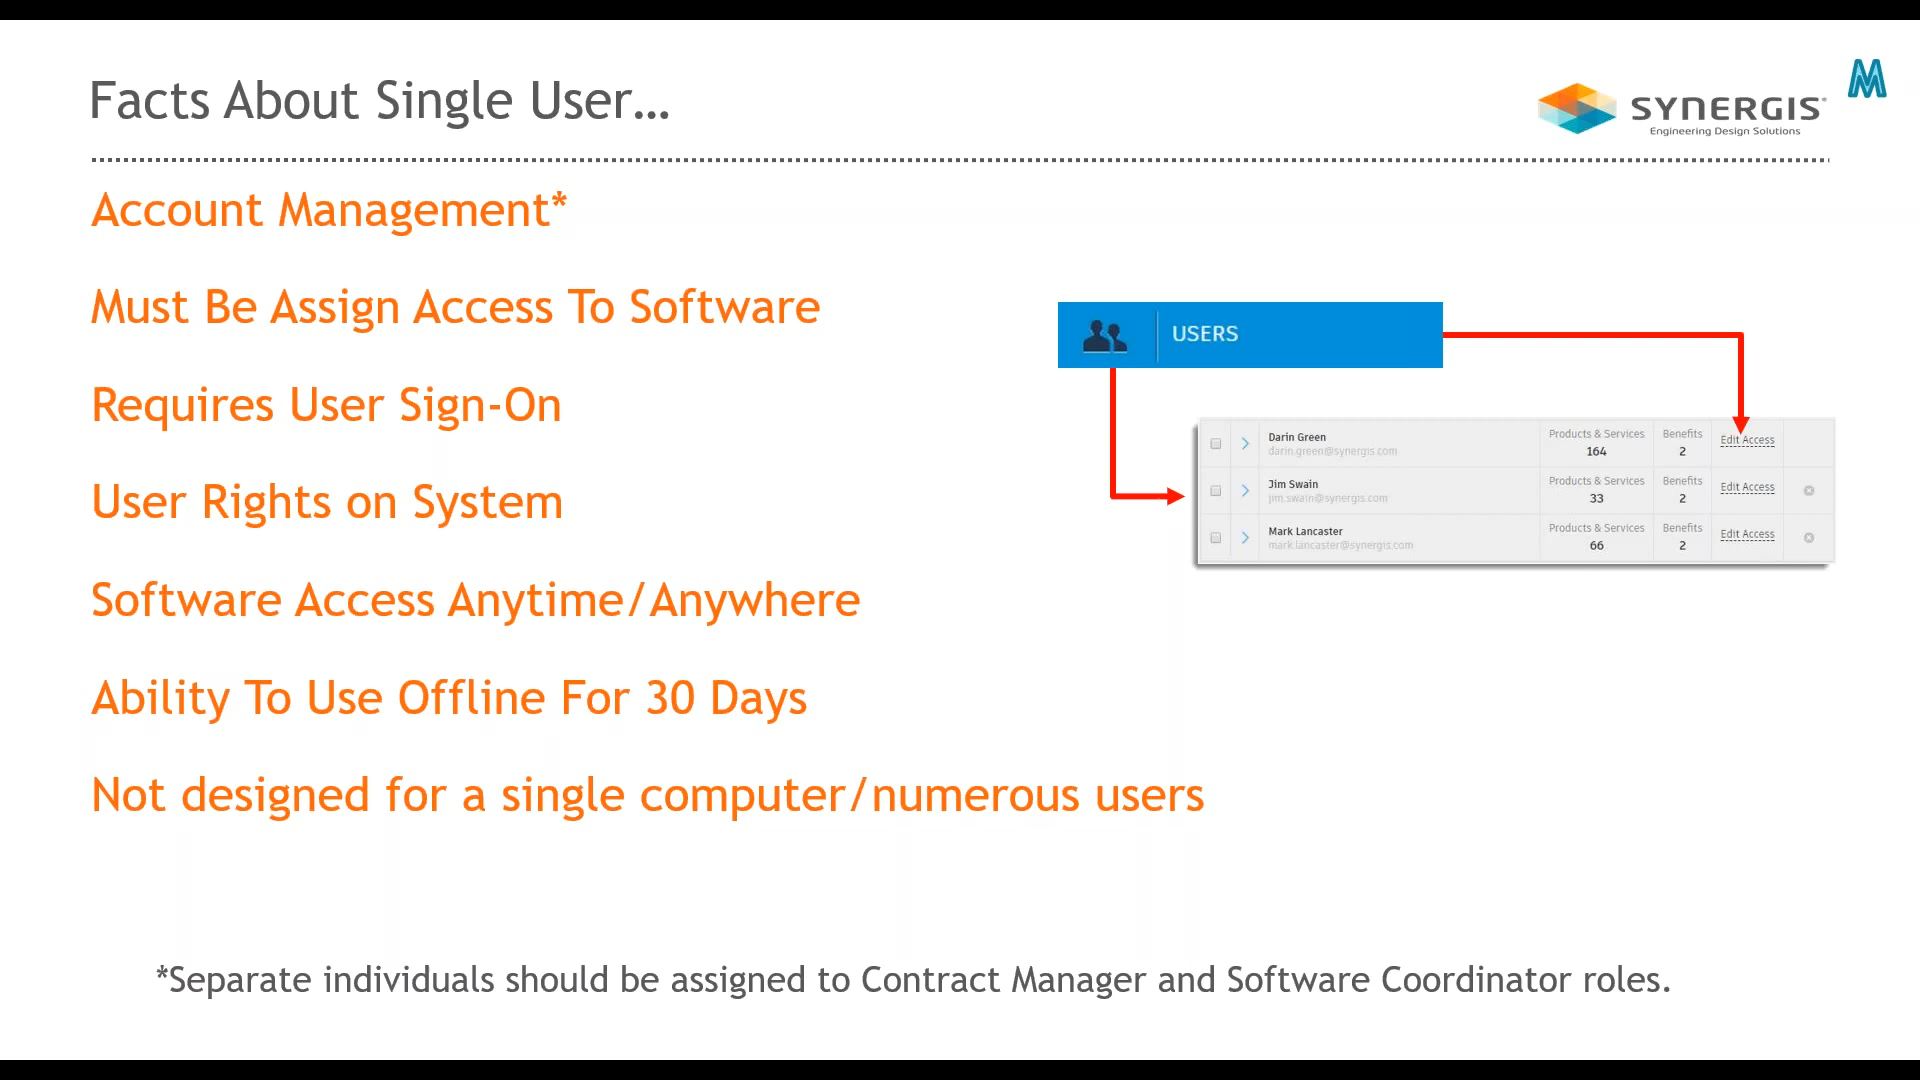 Facts About Single User...
SYNERGIS®
Engineering Design Solutions
Account Management*
Must Be Assign Access To Software
Requires User Sign-On
User Rights on System
Software Access Anytime/Anywhere
Ability To Use Offline For 30 Days
Not designed for a single computer/numerous users
USERS
Darin Green
darin.green@synergis.com
Products & Services
164
Benefits
2
Edit Access
Jim Swain
jim.swain@synergis.com
Products & Services
33
Benefits
2
Edit Access
Mark Lancaster
mark.lancaster@synergis.com
Products & Services
66
Benefits
2
Edit Access
*Separate individuals should be assigned to Contract Manager and Software Coordinator roles.